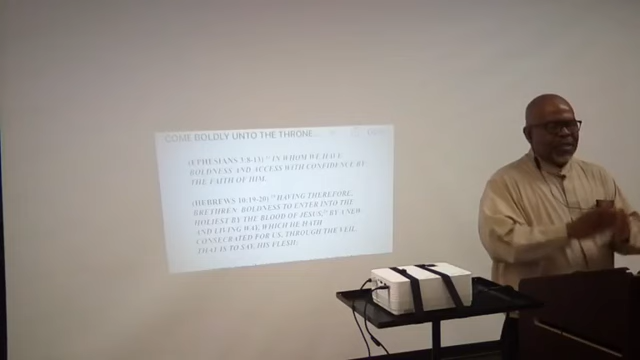 COME BOLDLY UNTO THE THRONE...
(EPHESIANS 3:8-13) "IN WHOM WE HAVE
BOLDNESS AND ACCESS WITH CONFIDENCE BY
THE FAITH OF HIM.
(HEBREWS 10:19-20) "HAVING THEREFORE,
BRETHREN, BOLDNESS TO ENTER INTO THE
HOLIEST BY THE BLOOD OF JESUS," BY A NEW
AND LIVING WAY, WHICH HE HATH
CONSECRATED FOR US, THROUGH THE VEIL,
THAT IS TO SAY, HIS FLESH;